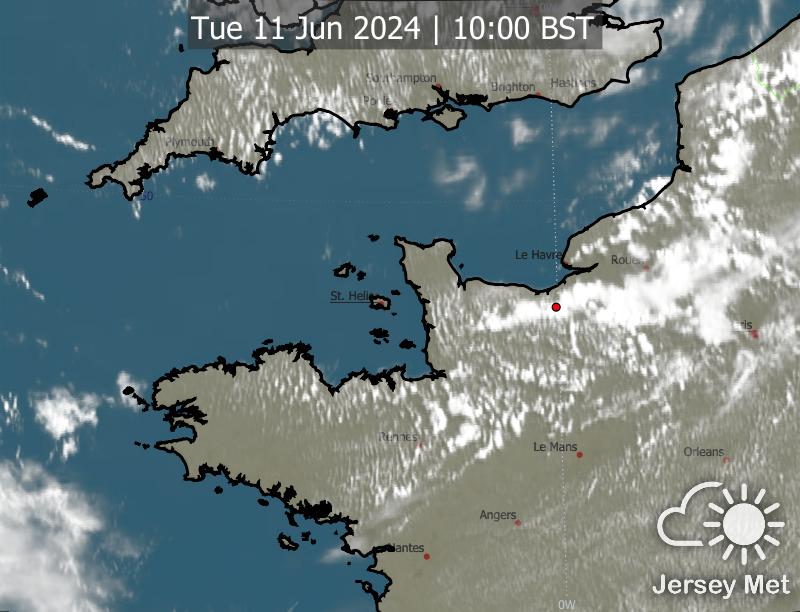 Tue 11 Jun 2024 | 10:00 BST
Southampton
Brighton
Hastings
Poole
Plymouth
50
Le Havre
Rouen
St. Helier
Rennes
Le Mans
Orleans
Angers
Nantes
0W
Jersey Met